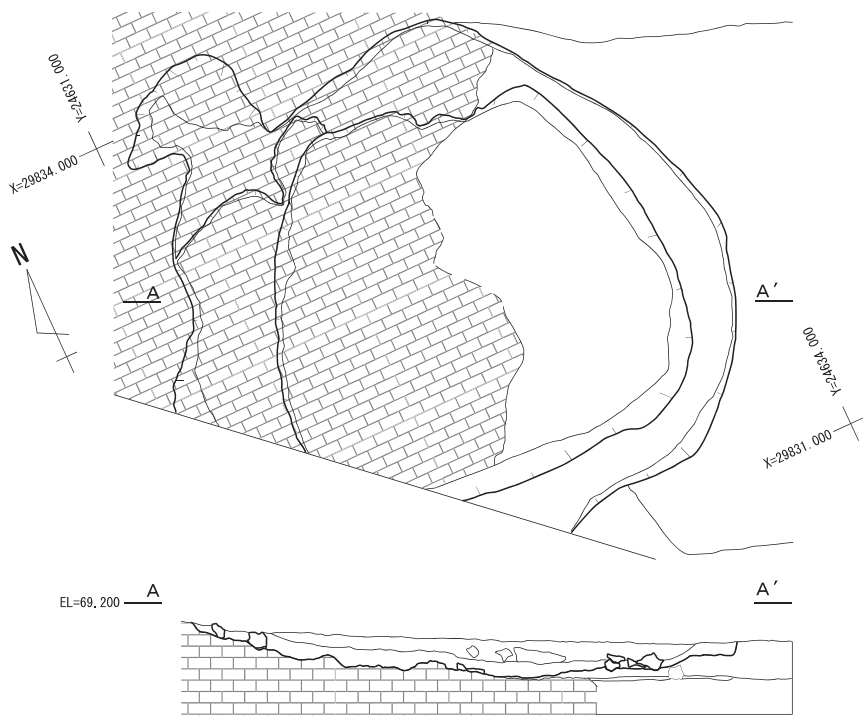 Y=24631.000
X=29834.000
N
A
A′
Y=24634.000
X=29831.000
A
A′
EL=69.200